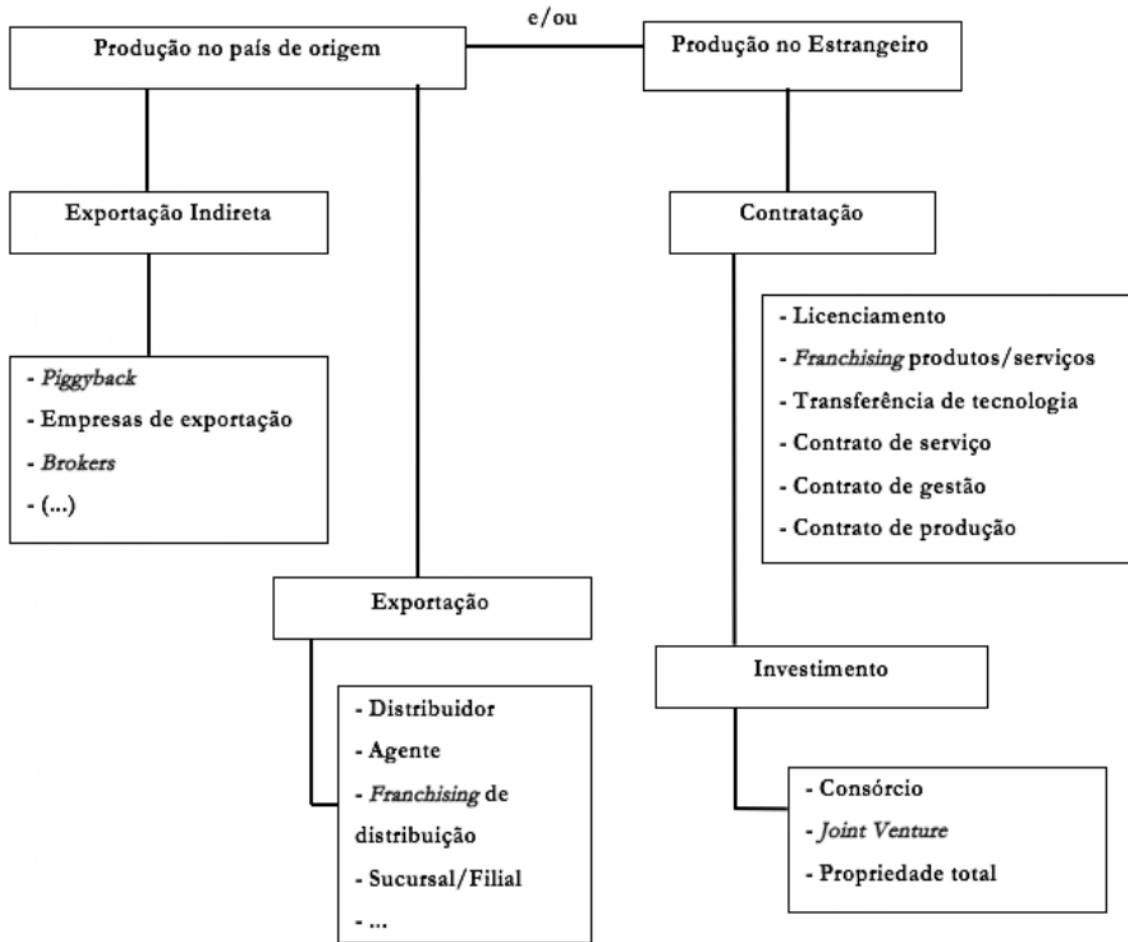 e/ou
Produção no país de origem
Produção no Estrangeiro
Exportação Indireta
Contratação
- Piggyback
- Empresas de exportação
- Brokers
- (...)
- Licenciamento
- Franchising produtos/serviços
- Transferência de tecnologia
- Contrato de serviço
- Contrato de gestão
- Contrato de produção
Exportação
- Distribuidor
- Agente
- Franchising de
distribuição
- Sucursal/Filial
- ...
Investimento
- Consórcio
- Joint Venture
- Propriedade total